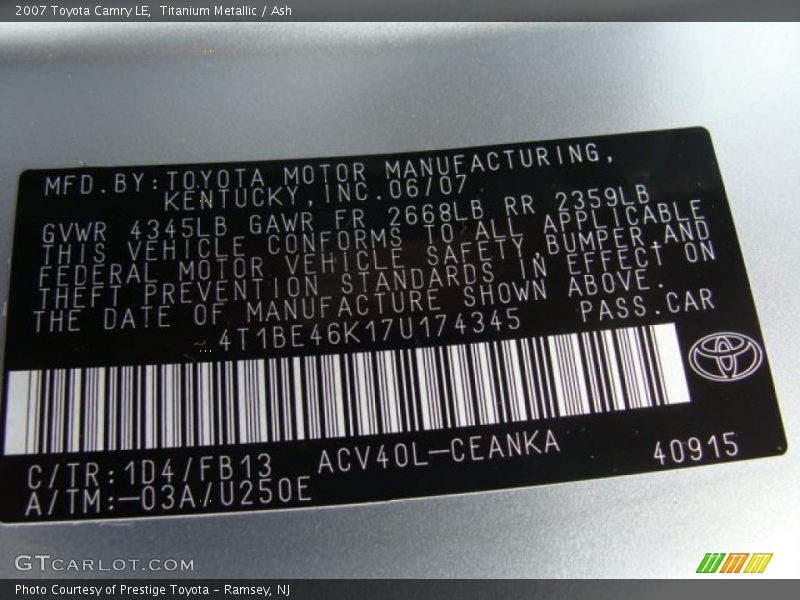 2007 Toyota Camry LE, Titanium Metallic / Ash
MFD.BY:TOYOTA MOTOR MANUFACTURING,
KENTUCKY,INC.06/07
GVWR 4345LB GAWR FR 2668LB RR 2359LB
THIS VEHICLE CONFORMS TO ALL APPLICABLE
FEDERAL MOTOR VEHICLE SAFETY,BUMPER,AND
THEFT PREVENTION STANDARDS IN EFFECT ON
THE DATE OF MANUFACTURE SHOWN ABOVE.
4T1BE46K17U174345 PASS.CAR
C/TR:1D4/FB13 ACV40L-CEANKA 40915
A/TM:-03A/U250E
GTCARLOT.COM
Photo Courtesy of Prestige Toyota - Ramsey, NJ